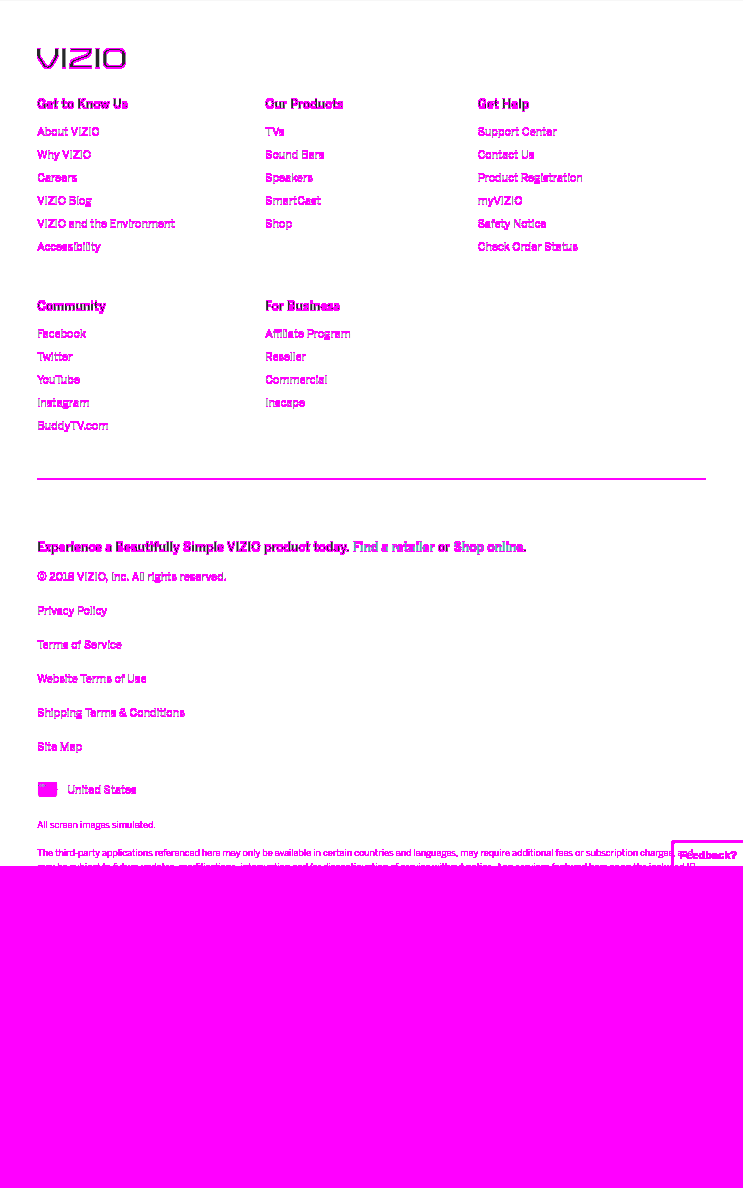 VIZIO
Get to Know Us
About VIZIO
Why VIZIO
Careers
VIZIO Blog
VIZIO and the Environment
Accessibility
Our Products
TVs
Sound Bars
Speakers
SmartCast
Shop
Get Help
Support Center
Contact Us
Product Registration
myVIZIO
Safety Notice
Check Order Status
Community
Facebook
Twitter
YouTube
Instagram
BuddyTV.com
For Business
Affiliate Program
Reseller
Commercial
Inscape
Experience a Beautifully Simple VIZIO product today. Find a retailer or Shop online.
© 2018 VIZIO, Inc. All rights reserved.
Privacy Policy
Terms of Service
Website Terms of Use
Shipping Terms & Conditions
Site Map
United States
All screen images simulated.
The third-party applications referenced here may only be available in certain countries and languages, may require additional fees or subscription charges, and
Feedback?